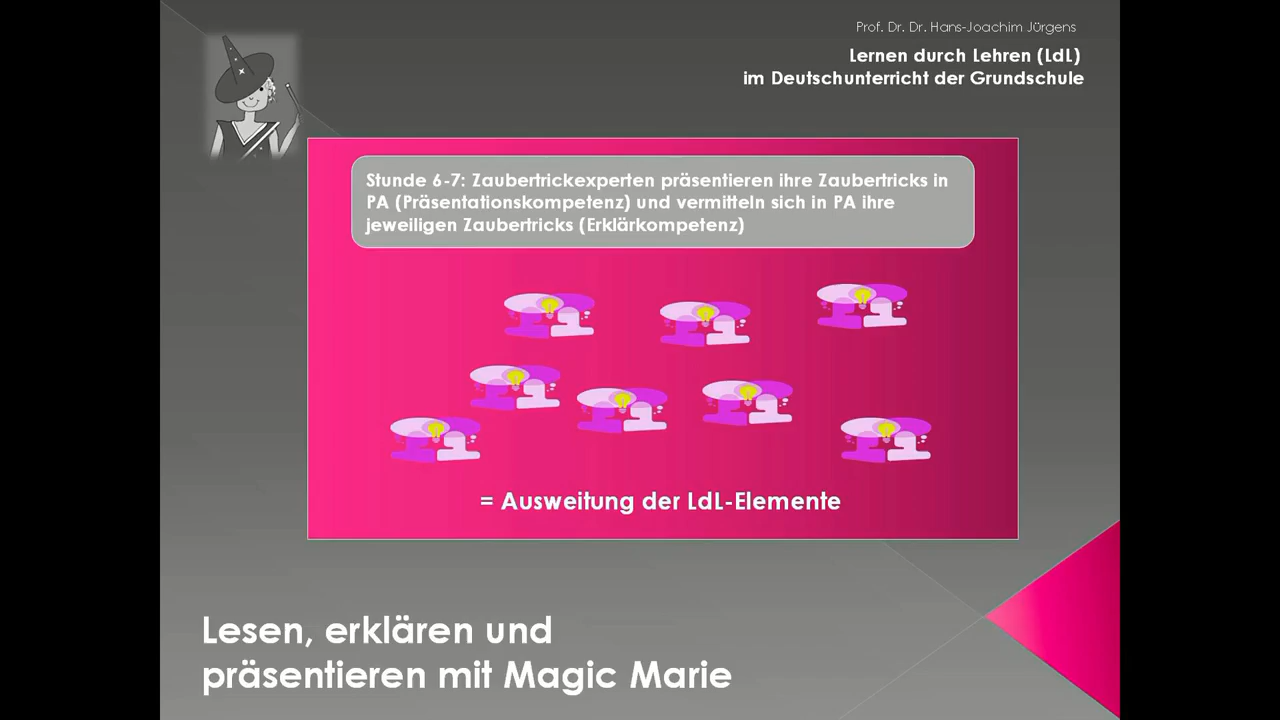 Prof. Dr. Dr. Hans-Joachim Jürgens
Lernen durch Lehren (LdL)
im Deutschunterricht der Grundschule
Stunde 6-7: Zaubertrickexperten präsentieren ihre Zaubertricks in
PA (Präsentationskompetenz) und vermitteln sich in PA ihre
jeweiligen Zaubertricks (Erklärkompetenz)
= Ausweitung der LdL-Elemente
Lesen, erklären und
präsentieren mit Magic Marie